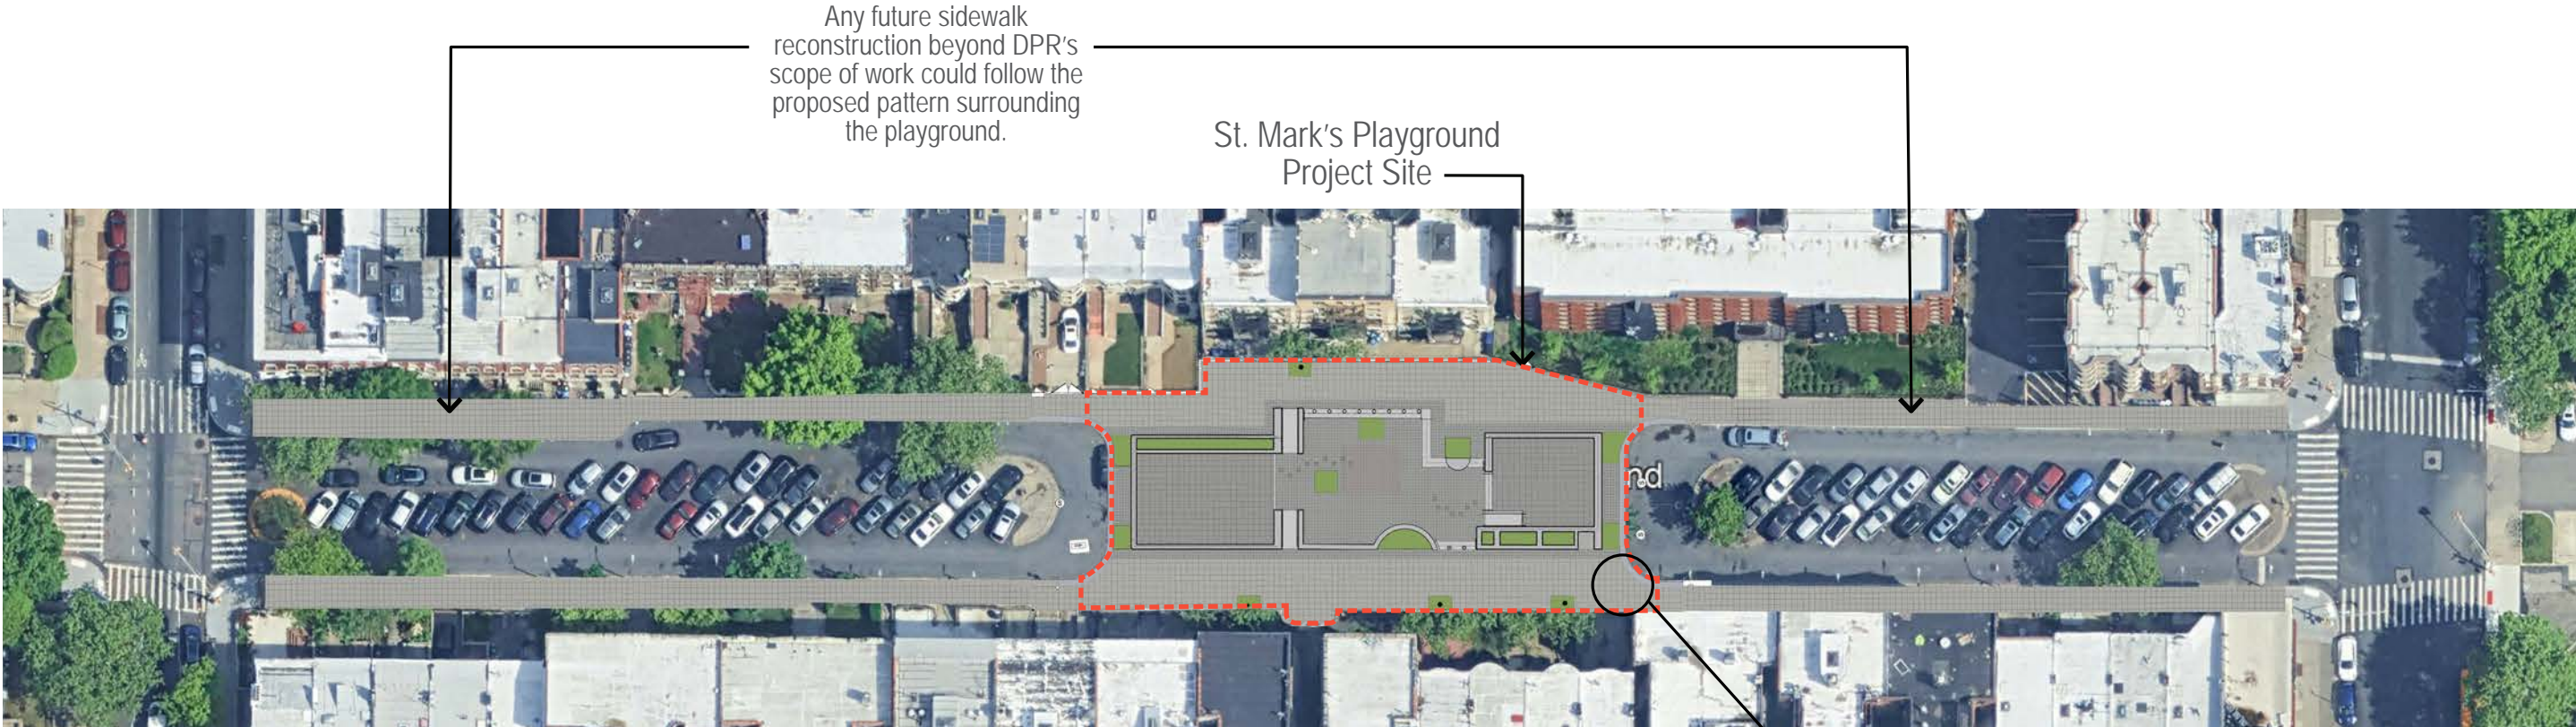 Any future sidewalk
reconstruction beyond DPR's
scope of work could follow the
proposed pattern surrounding
the playground.
St. Mark's Playground
Project Site
nd